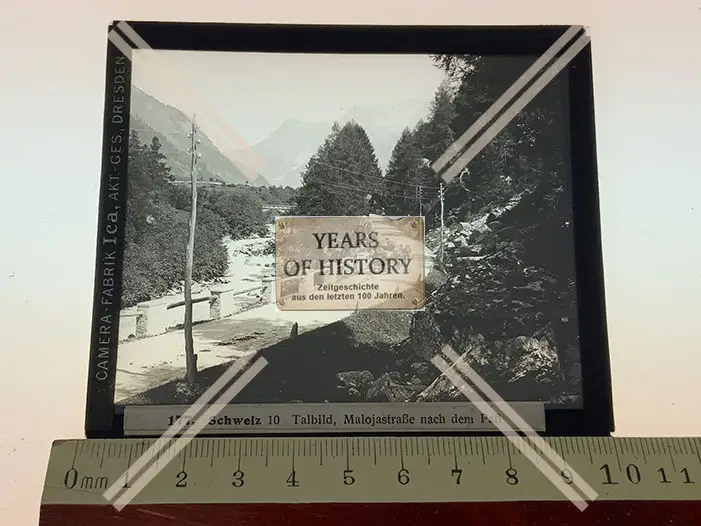 CAMERA-FABRIK Ica, AKT-GES, DRESDEN
YEARS
OF HISTORY
Zeitgeschichte
aus den letzten 100 Jahren.
Schweiz 10 Talbild, Malojastraße nach dem
0mm 1 2 3 4 5 6 7 8 9 10 11